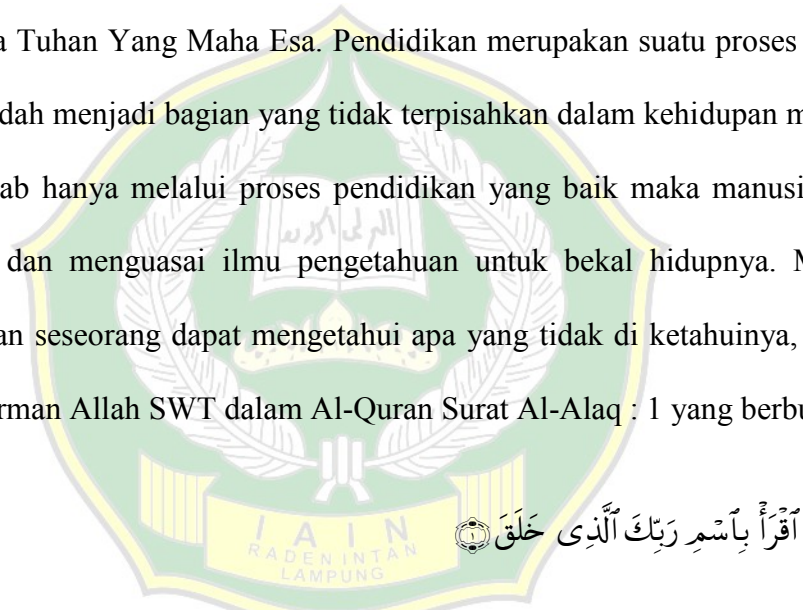 a Tuhan Yang Maha Esa. Pendidikan merupakan suatu proses
dah menjadi bagian yang tidak terpisahkan dalam kehidupan m
ab hanya melalui proses pendidikan yang baik maka manusi
dan menguasai ilmu pengetahuan untuk bekal hidupnya. M
an seseorang dapat mengetahui apa yang tidak di ketahuinya,
rman Allah SWT dalam Al-Quran Surat Al-Alaq : 1 yang berbu
ٱقْرَأْ بِٱسْمِ رَبِّكَ ٱلَّذِى خَلَقَ ۝١
IAIN
RADEN INTAN
LAMPUNG